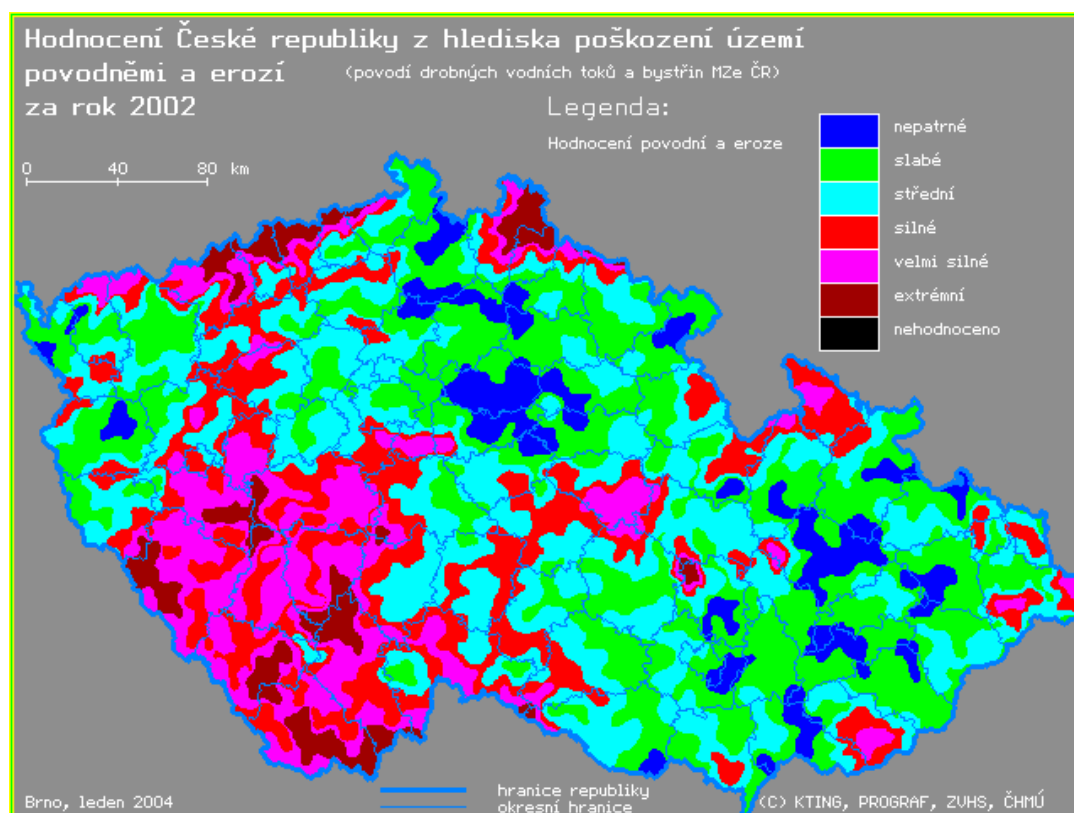 Hodnocení České republiky z hlediska poškození území
povodněmi a erozí (povodí drobných vodních toků a bystřin MZe ČR)
za rok 2002
Legenda:
Hodnocení povodní a eroze
nepatrné
slabé
střední
silné
velmi silné
extrémní
nehodnoceno
0 40 80 km
hranice republiky
okresní hranice
Brno, leden 2004
(C) KTING, PROGRAF, ZVHS, ČHMÚ